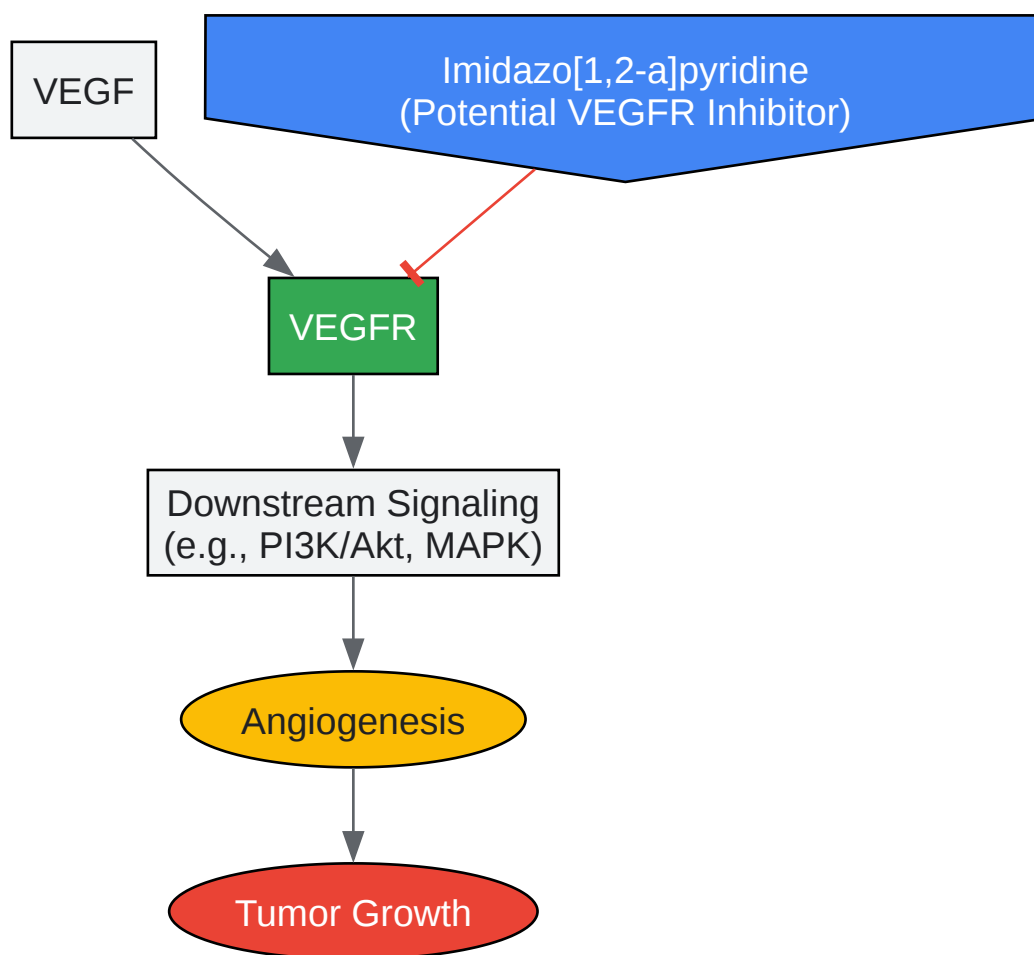 VEGF
Imidazo[1,2-a]pyridine
(Potential VEGFR Inhibitor)
VEGFR
Downstream Signaling
(e.g., PI3K/Akt, MAPK)
Angiogenesis
Tumor Growth